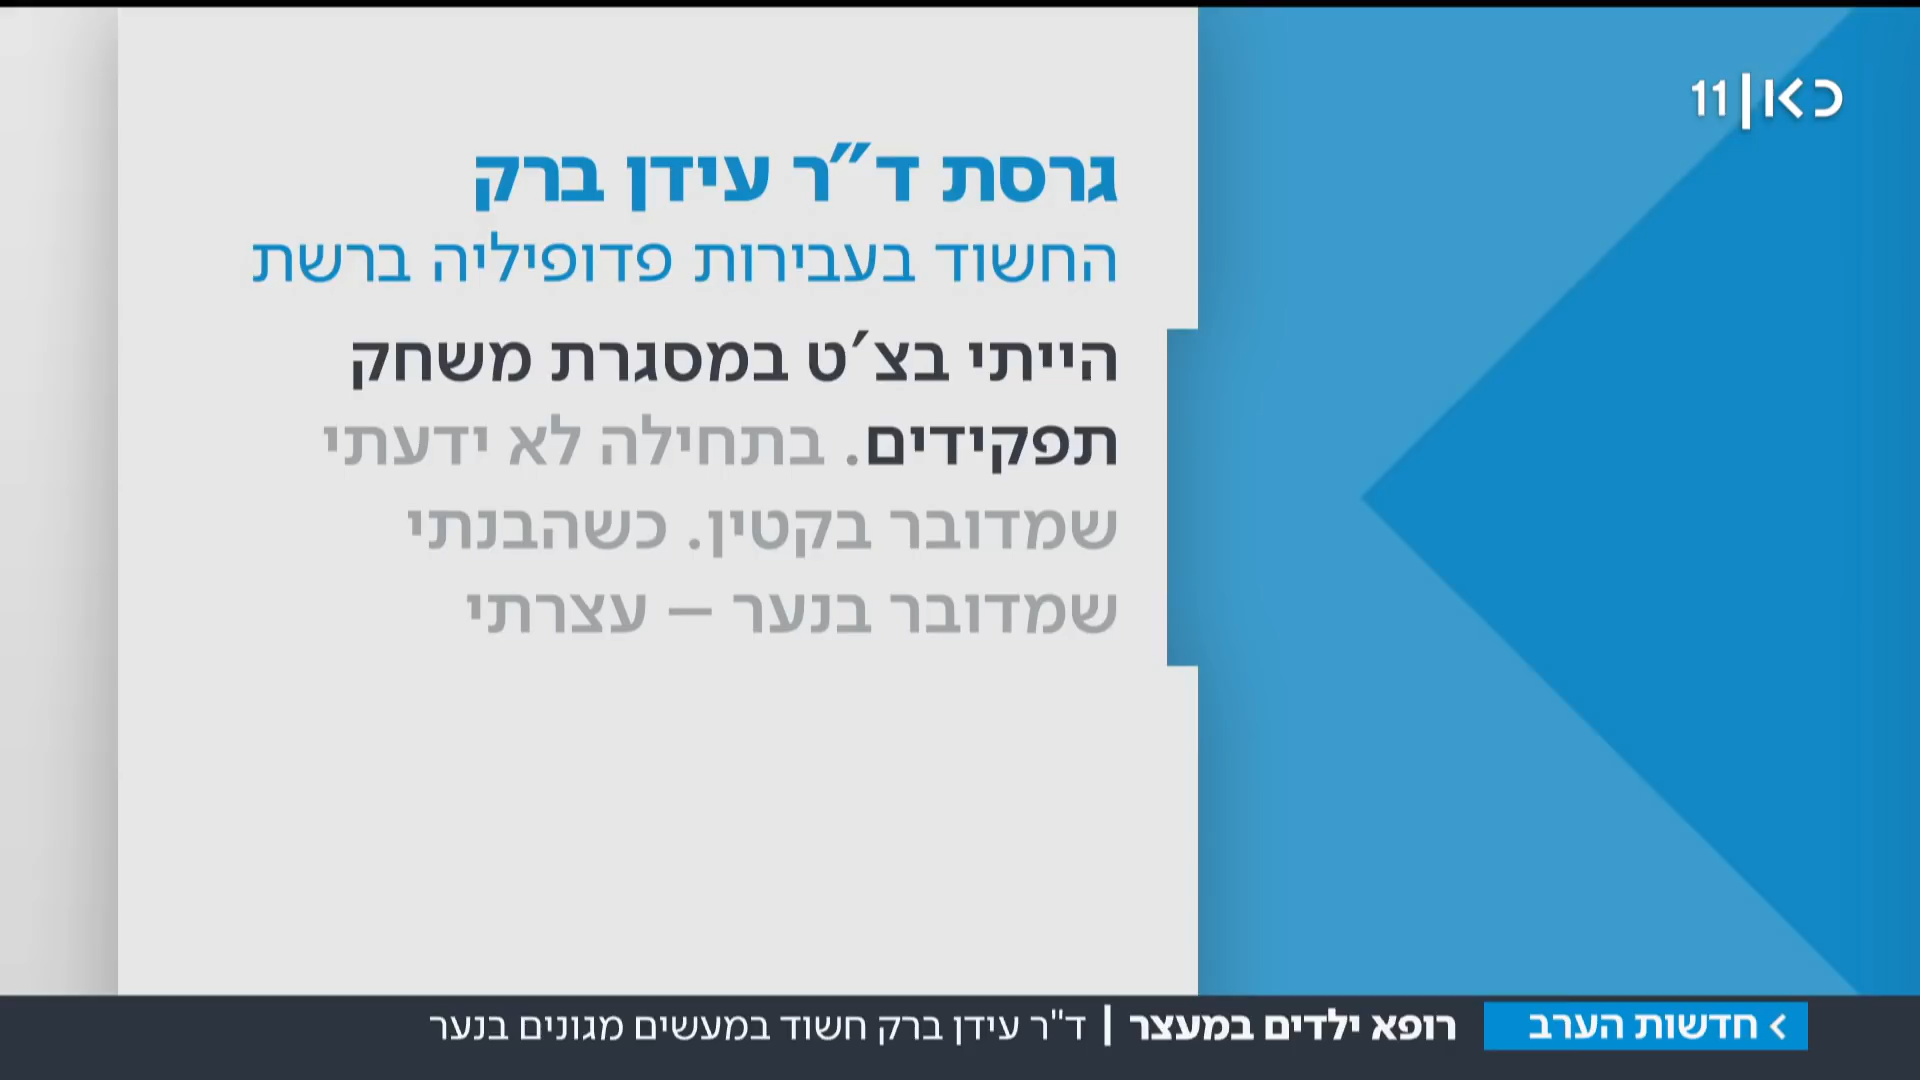 כאן|11
גרסת ד״ר עידן ברק
החשוד בעבירות פדופיליה ברשת
הייתי בצ׳ט במסגרת משחק
תפקידים. בתחילה לא ידעתי
שמדובר בקטין. כשהבנתי
שמדובר בנער – עצרתי
חדשות הערב
רופא ילדים במעצר | ד"ר עידן ברק חשוד במעשים מגונים בנער